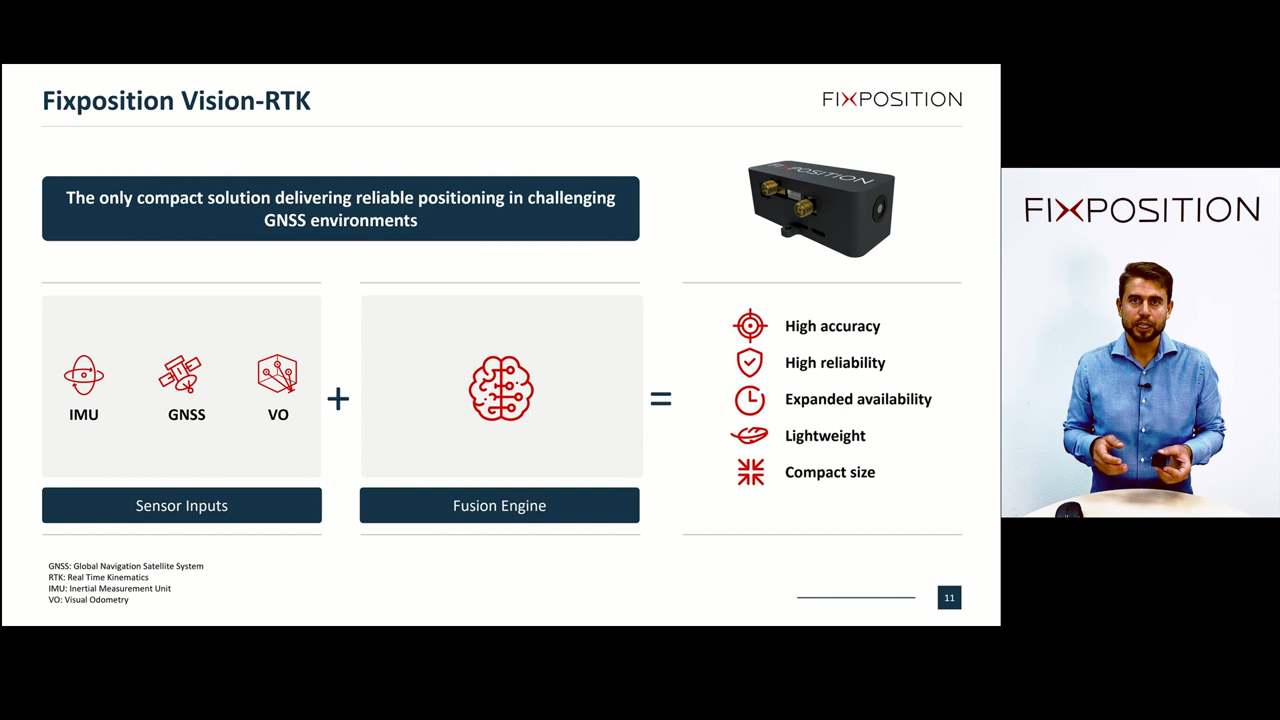 Fixposition Vision-RTK
FIXPOSITION
The only compact solution delivering reliable positioning in challenging
GNSS environments
FIXPOSITION
IMU
GNSS
VO
+
=
Sensor Inputs
Fusion Engine
High accuracy
High reliability
Expanded availability
Lightweight
Compact size
GNSS: Global Navigation Satellite System
RTK: Real Time Kinematics
IMU: Inertial Measurement Unit
VO: Visual Odometry
11
FIXPOSITION